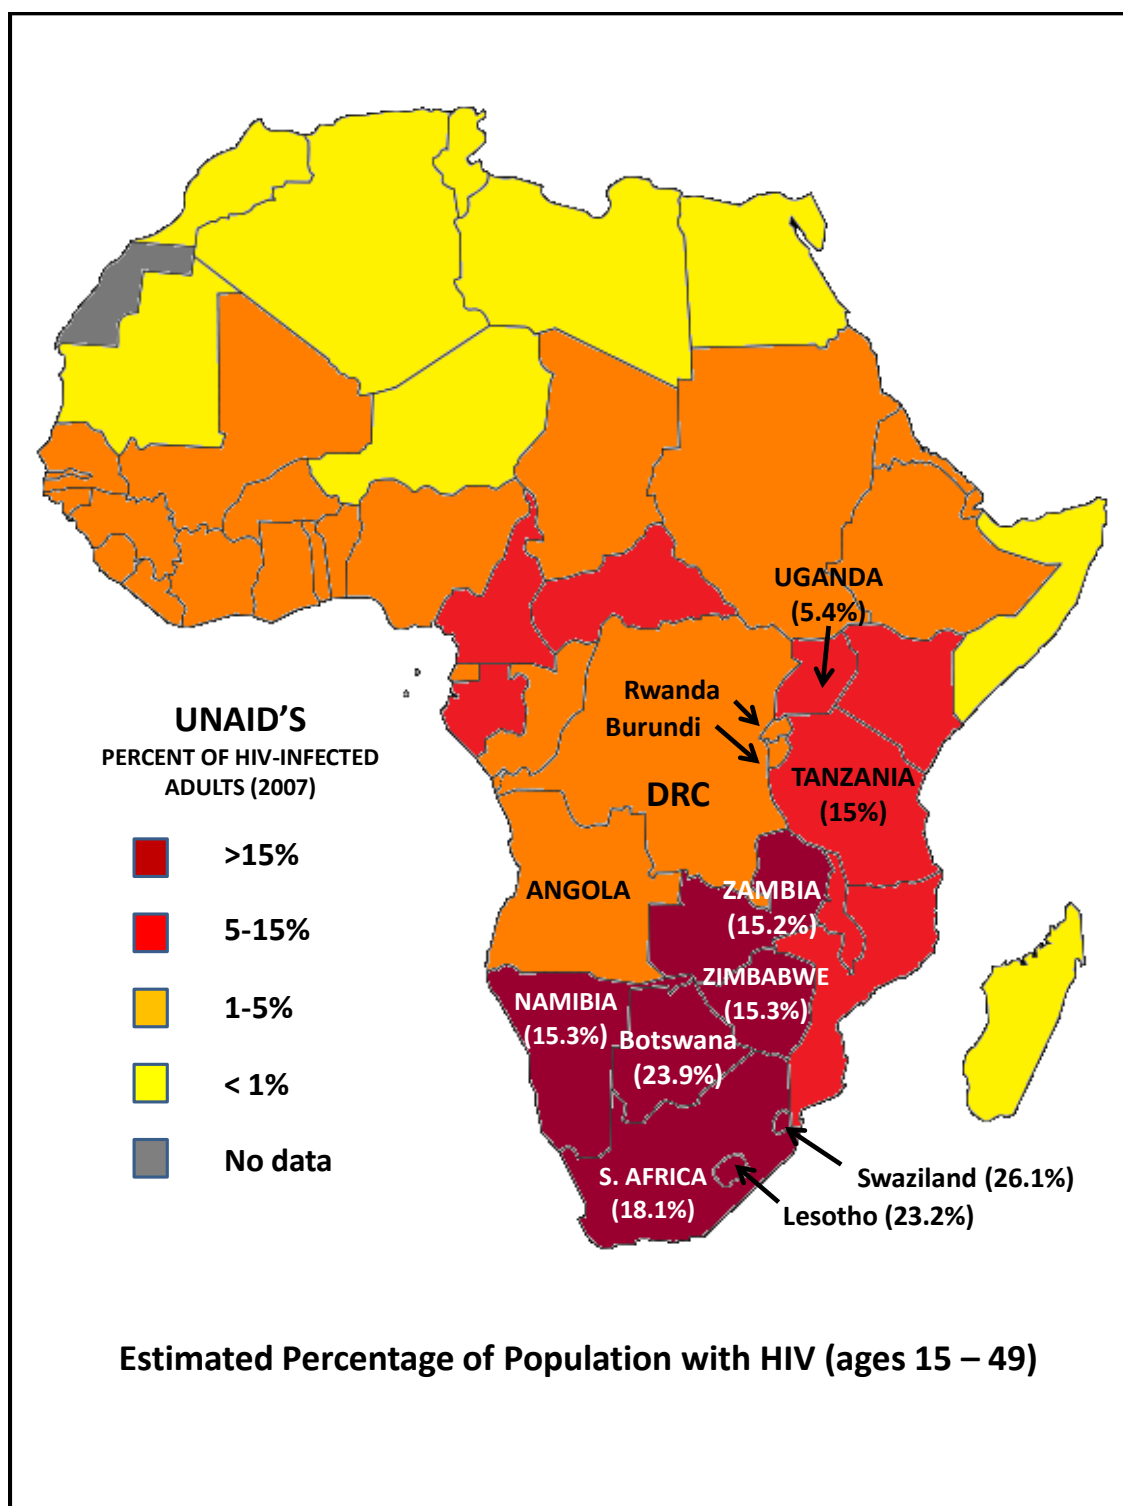 UGANDA
(5.4%)
Rwanda
Burundi
UNAID'S
PERCENT OF HIV-INFECTED
ADULTS (2007)
TANZANIA
(15%)
DRC
>15%
ANGOLA
ZAMBIA
(15.2%)
5-15%
ZIMBABWE
(15.3%)
1-5%
NAMIBIA
(15.3%)
Botswana
(23.9%)
< 1%
No data
S. AFRICA
(18.1%)
Swaziland (26.1%)
Lesotho (23.2%)
Estimated Percentage of Population with HIV (ages 15 – 49)